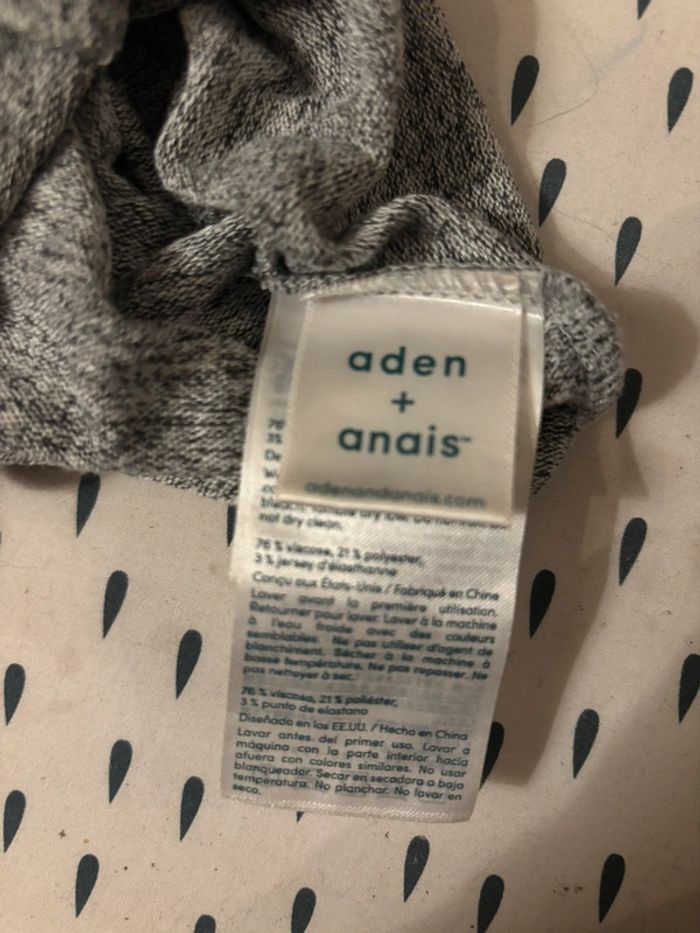 aden
+
anais™
adenandanais.com
76
3%
De
not dry clean.
76 % viscose, 21 % polyester,
3 % jersey d'élasthanne
Conçu aux États-Unis / Fabriqué en Chine
Laver avant la première utilisation.
Retourner pour laver. Laver à la machine
à l'eau froide avec des couleurs
semblables. Ne pas utiliser d'agent de
blanchiment. Sécher à la machine à
basse température. Ne pas repasser. Ne
pas nettoyer à sec.
76 % viscosa, 21 % poliéster,
3 % punto de elastano
Diseñado en los EE.UU. / Hecho en China
Lavar antes del primer uso. Lavar a
máquina con la parte interior hacia
afuera con colores similares. No usar
blanqueador. Secar en secadora a baja
temperatura. No planchar. No lavar en
seco.